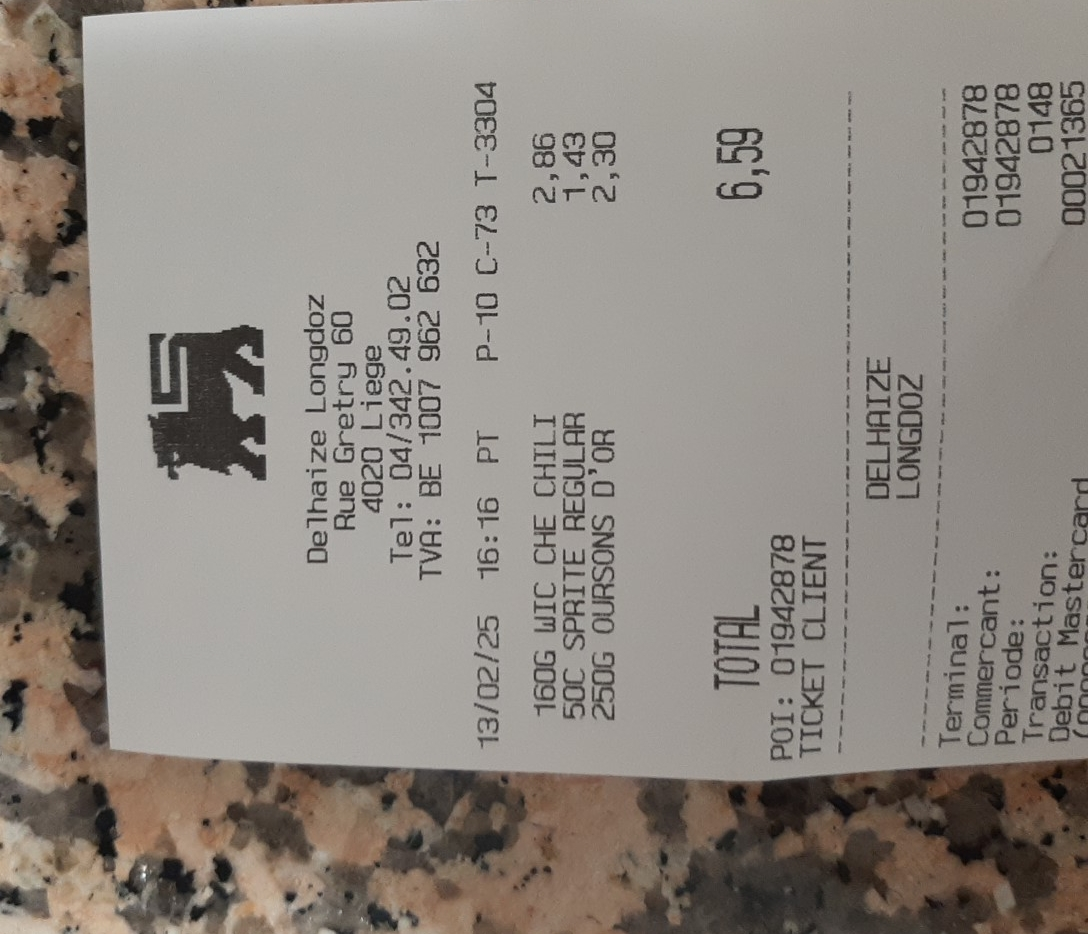 Delhaize Longdoz
Rue Gretry 60
4020 Liege
Tel: 04/342.49.02
TVA: BE 1007 962 632
13/02/25 16:16 PT P-10 C-73 T-3304
160G WIC CHE CHILI 2,86
50C SPRITE REGULAR 1,43
250G OURSONS D'OR 2,30
TOTAL 6,59
POI: 01942878
TICKET CLIENT
DELHAIZE
LONGDOZ
Terminal: 01942878
Commercant: 01942878
Periode: 0148
Transaction: 00021365
Debit Mastercard